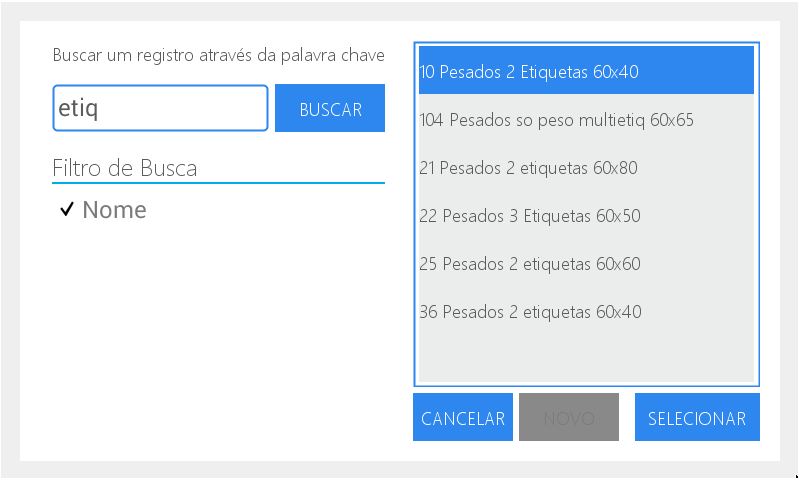 Buscar um registro através da palavra chave
etiq
BUSCAR
Filtro de Busca
Nome
10 Pesados 2 Etiquetas 60x40
104 Pesados so peso multietiq 60x65
21 Pesados 2 etiquetas 60x80
22 Pesados 3 Etiquetas 60x50
25 Pesados 2 etiquetas 60x60
36 Pesados 2 etiquetas 60x40
CANCELAR
NOVO
SELECIONAR